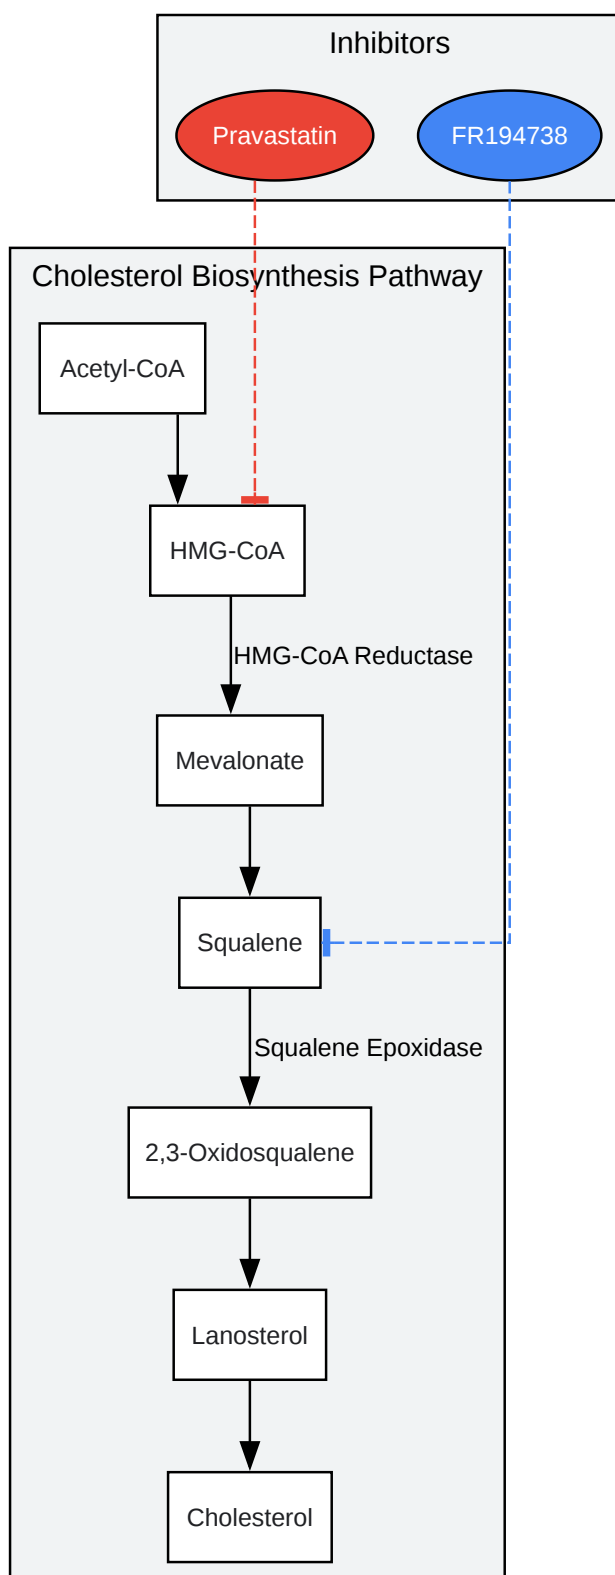 Inhibitors
Pravastatin
FR194738
Cholesterol Biosynthesis Pathway
Acetyl-CoA
HMG-CoA
HMG-CoA Reductase
Mevalonate
Squalene
Squalene Epoxidase
2,3-Oxidosqualene
Lanosterol
Cholesterol